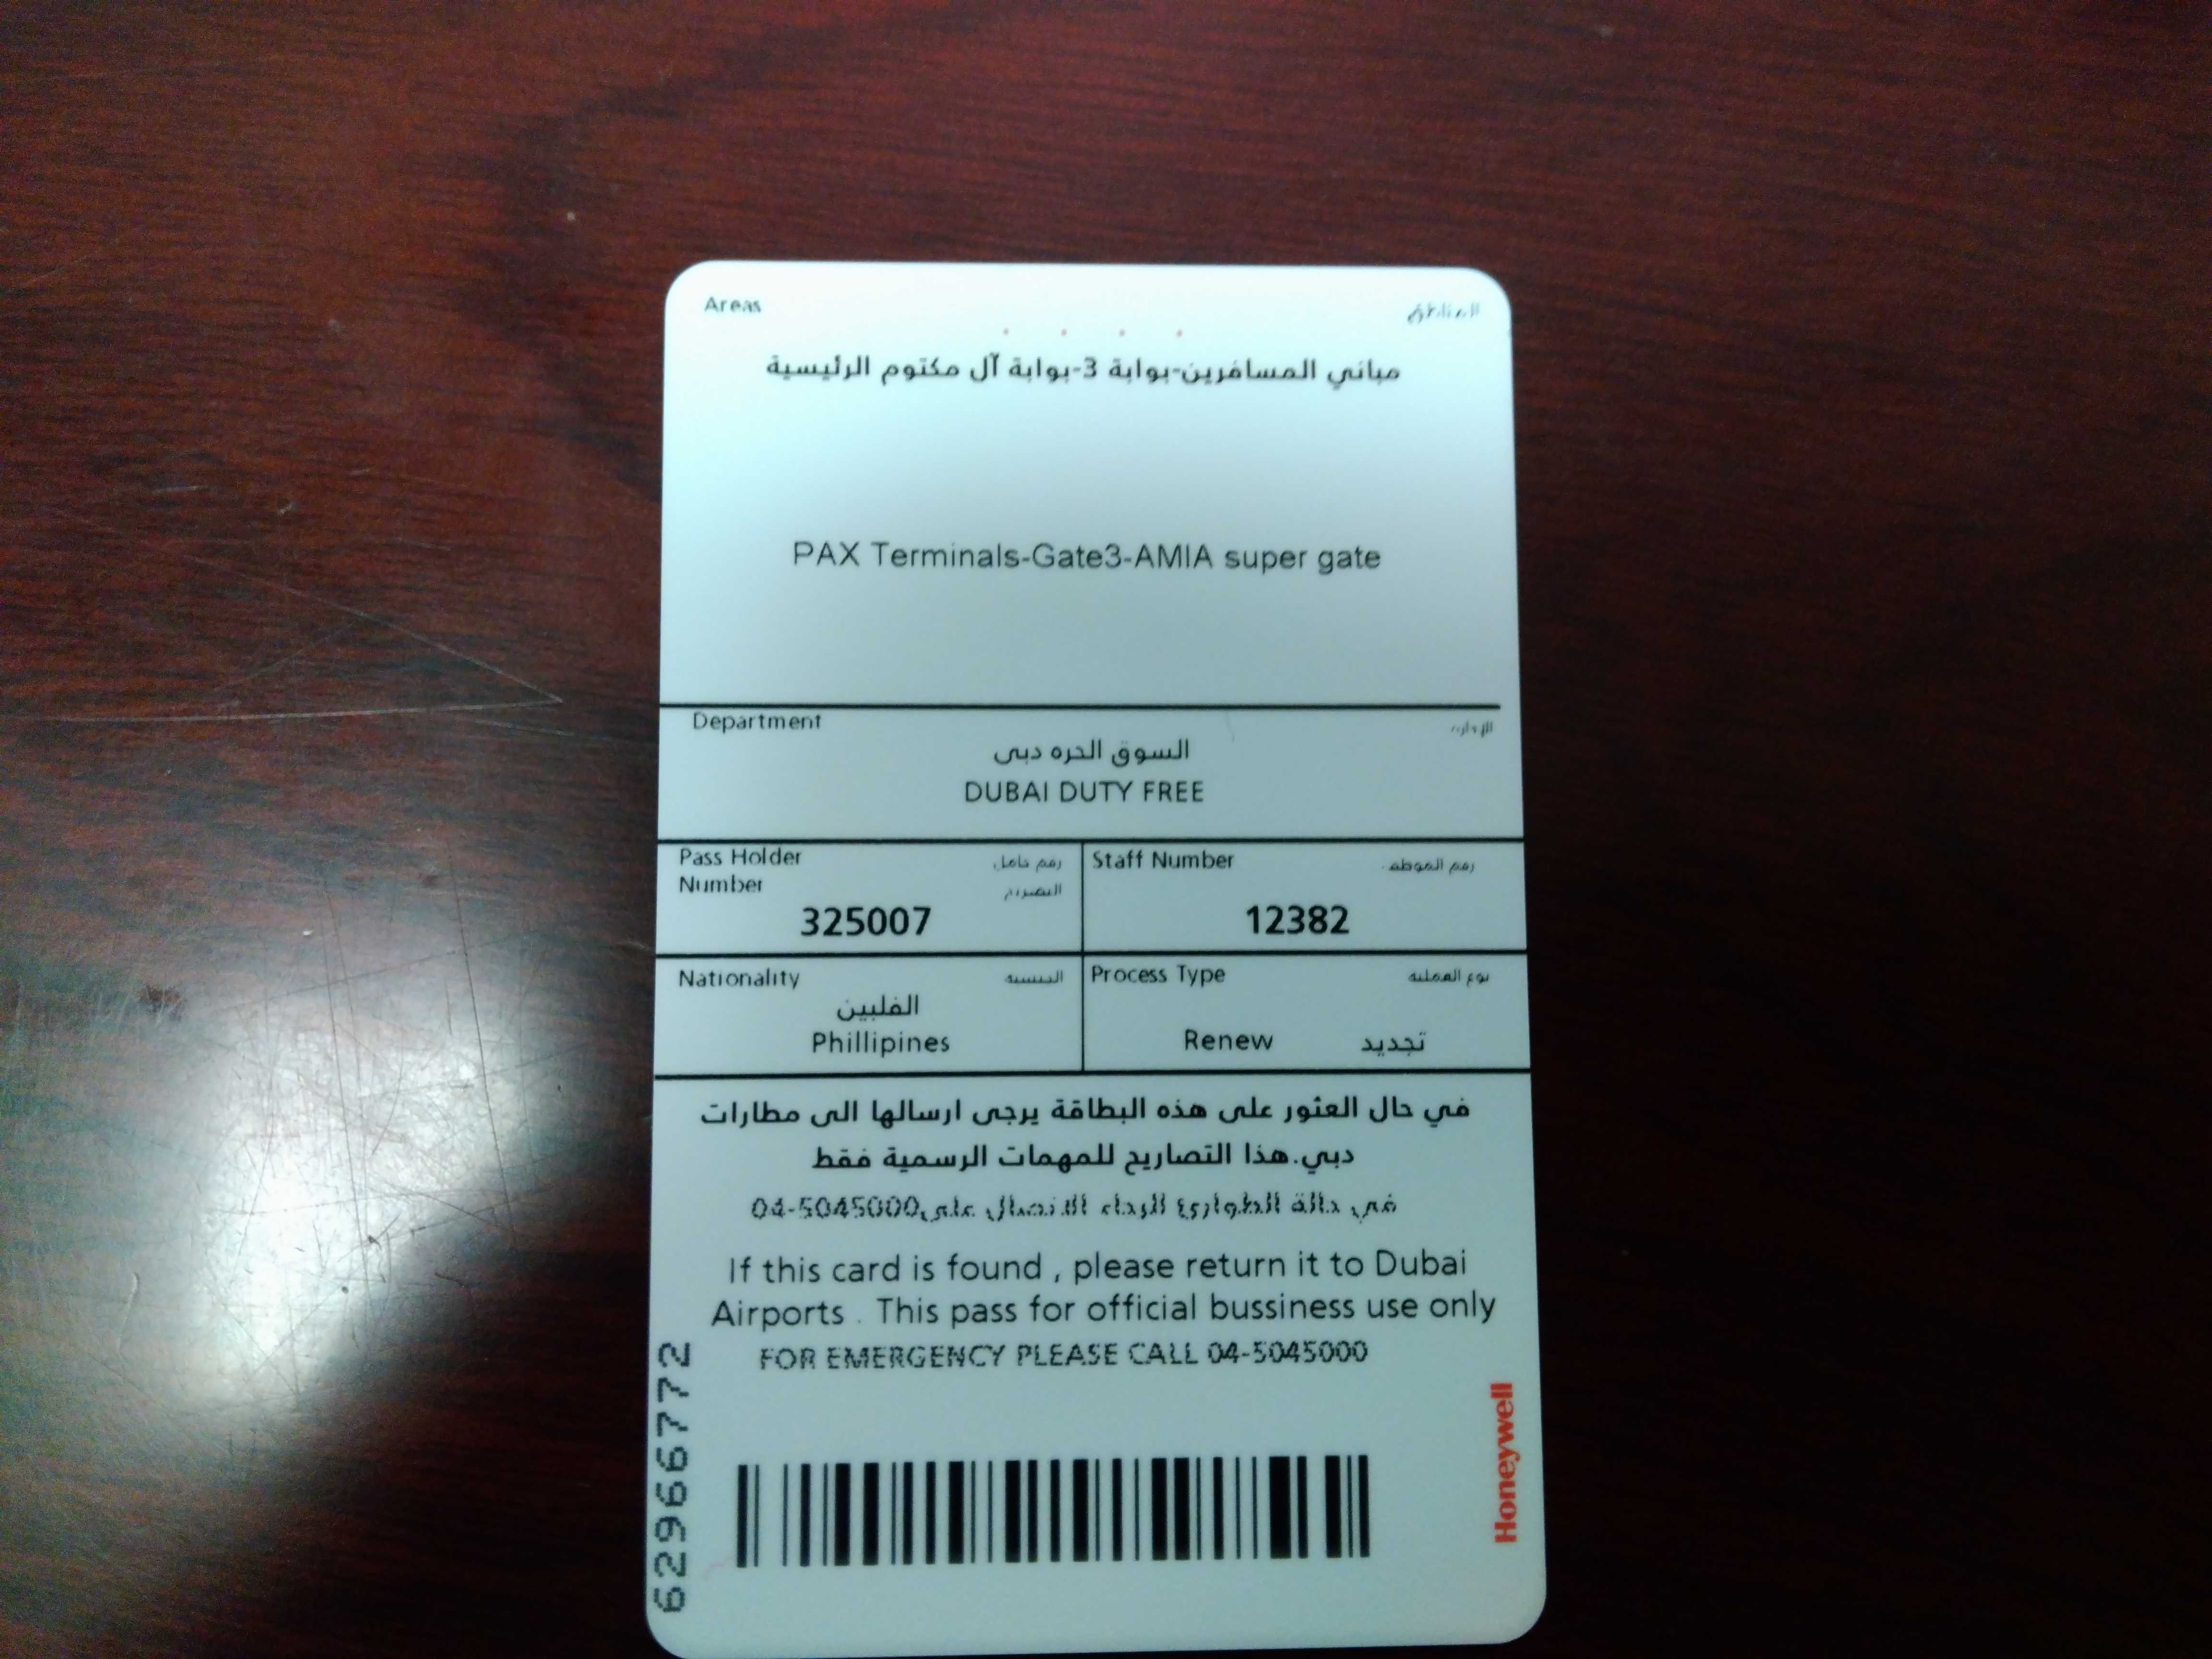 Areas المناطق
مباني المسافرين-بوابة 3-بوابة آل مكتوم الرئيسية
PAX Terminals-Gate3-AMIA super gate
Department الإدارة
السوق الحره دبى
DUBAI DUTY FREE
Pass Holder رقم حامل
Number التصريح
325007
Staff Number رقم الموظف
12382
Nationality الجنسية
الفلبين
Phillipines
Process Type نوع العملية
Renew تجديد
في حال العثور على هذه البطاقة يرجى ارسالها الى مطارات
دبي.هذا التصاريح للمهمات الرسمية فقط
في حالة الطوارئ الرجاء الاتصال على04-5045000
If this card is found , please return it to Dubai
Airports . This pass for official bussiness use only
FOR EMERGENCY PLEASE CALL 04-5045000
62966772
Honeywell